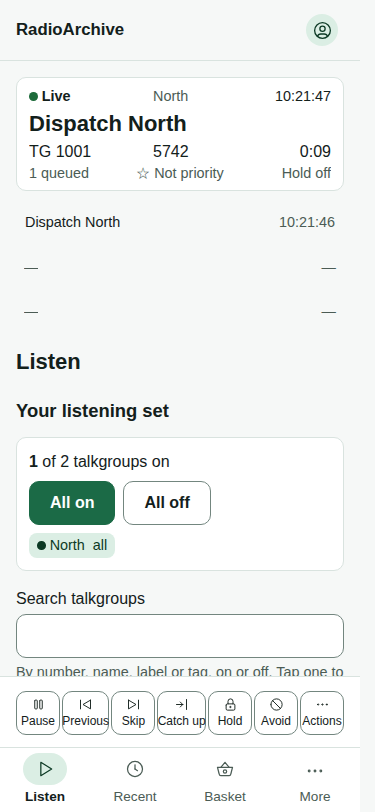 RadioArchive
Live North 10:21:47
Dispatch North
TG 1001 5742 0:09
1 queued ☆ Not priority Hold off
Dispatch North 10:21:46
— —
— —
Listen
Your listening set
1 of 2 talkgroups on
All on All off
North all
Search talkgroups
By number, name, label or tag, on or off. Tap one to
Pause Previous Skip Catch up Hold Avoid Actions
Listen Recent Basket More